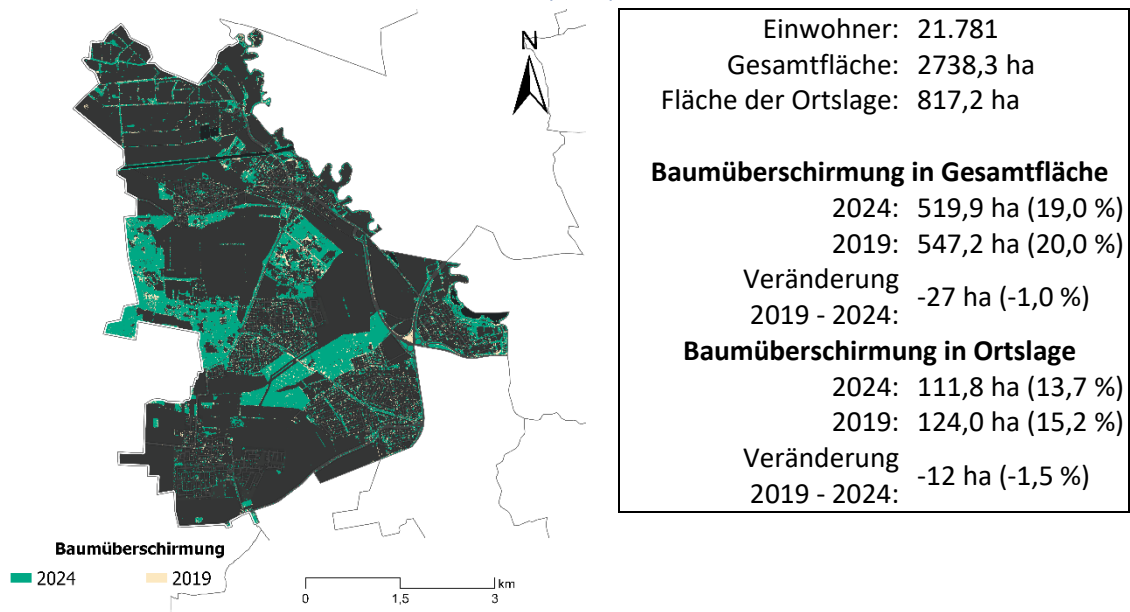 N
Baumüberschirmung
2024 2019
km
0 1,5 3
Einwohner: 21.781
Gesamtfläche: 2738,3 ha
Fläche der Ortslage: 817,2 ha
Baumüberschirmung in Gesamtfläche
2024: 519,9 ha (19,0 %)
2019: 547,2 ha (20,0 %)
Veränderung
2019 - 2024: -27 ha (-1,0 %)
Baumüberschirmung in Ortslage
2024: 111,8 ha (13,7 %)
2019: 124,0 ha (15,2 %)
Veränderung
2019 - 2024: -12 ha (-1,5 %)